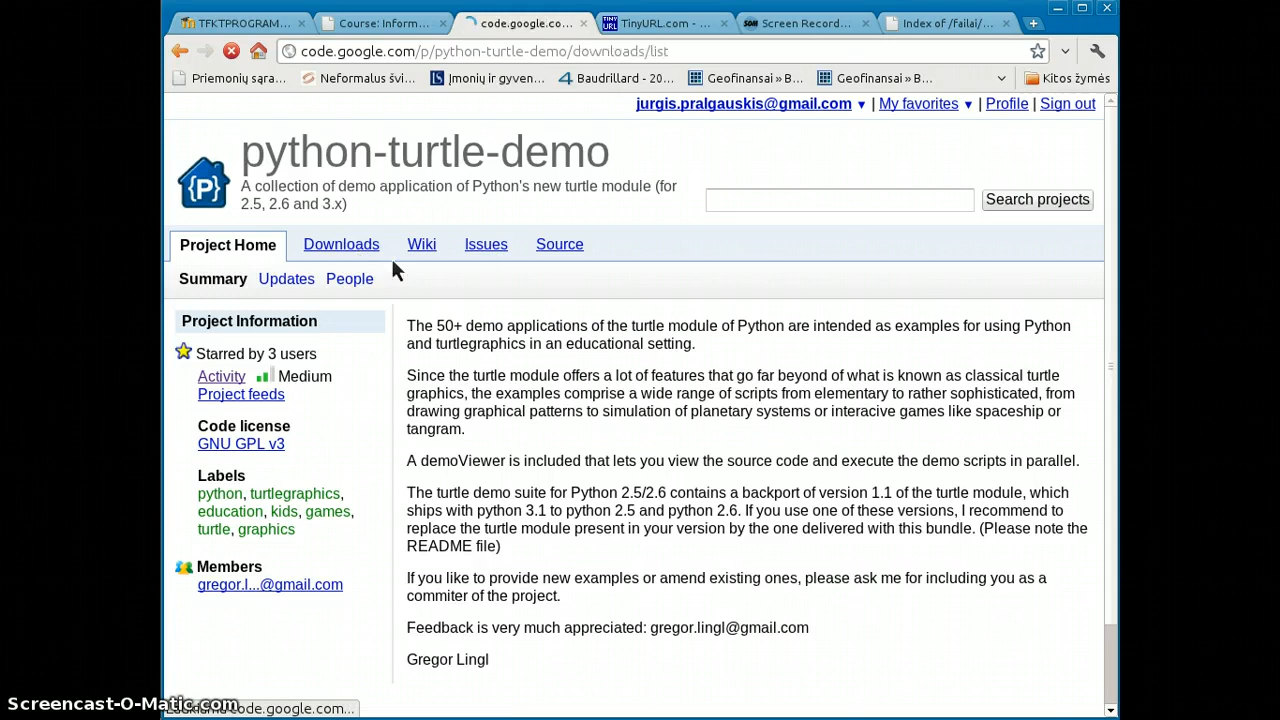 TFKTPROGRAM...
Course: Inform...
code.google.co...
TinyURL.com - ...
Screen Record...
Index of /failai/...
code.google.com/p/python-turtle-demo/downloads/list
Priemonių sąra...
Neformalus švi...
Įmonių ir gyven...
Baudrillard - 20...
Geofinansai » B...
Geofinansai » B...
Kitos žymės
jurgis.pralgauskis@gmail.com ▼ | My favorites ▼ | Profile | Sign out
python-turtle-demo
A collection of demo application of Python's new turtle module (for
2.5, 2.6 and 3.x)
Search projects
Project Home Downloads Wiki Issues Source
Summary Updates People
Project Information
Starred by 3 users
Activity Medium
Project feeds
Code license
GNU GPL v3
Labels
python, turtlegraphics,
education, kids, games,
turtle, graphics
Members
gregor.l...@gmail.com
The 50+ demo applications of the turtle module of Python are intended as examples for using Python
and turtlegraphics in an educational setting.
Since the turtle module offers a lot of features that go far beyond of what is known as classical turtle
graphics, the examples comprise a wide range of scripts from elementary to rather sophisticated, from
drawing graphical patterns to simulation of planetary systems or interacive games like spaceship or
tangram.
A demoViewer is included that lets you view the source code and execute the demo scripts in parallel.
The turtle demo suite for Python 2.5/2.6 contains a backport of version 1.1 of the turtle module, which
ships with python 3.1 to python 2.5 and python 2.6. If you use one of these versions, I recommend to
replace the turtle module present in your version by the one delivered with this bundle. (Please note the
README file)
If you like to provide new examples or amend existing ones, please ask me for including you as a
commiter of the project.
Feedback is very much appreciated: gregor.lingl@gmail.com
Gregor Lingl
Screencast-O-Matic.com
code.google.com...